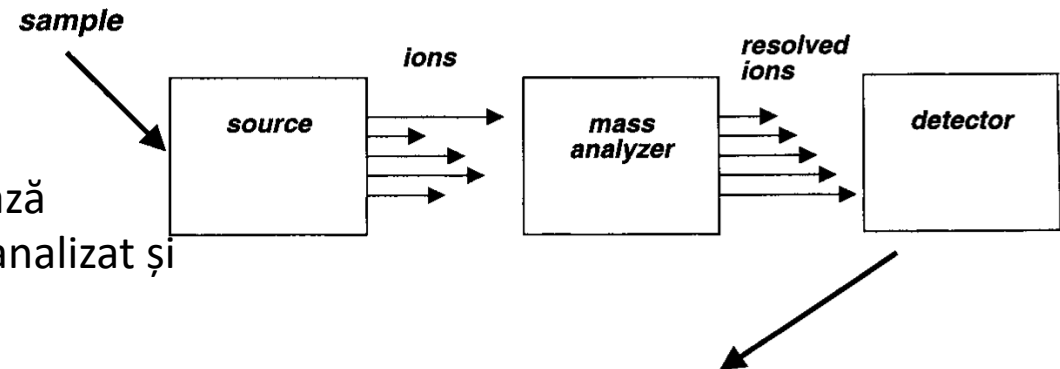 sample
ions
resolved
ions
source
mass
analyzer
detector
ază
analizat și